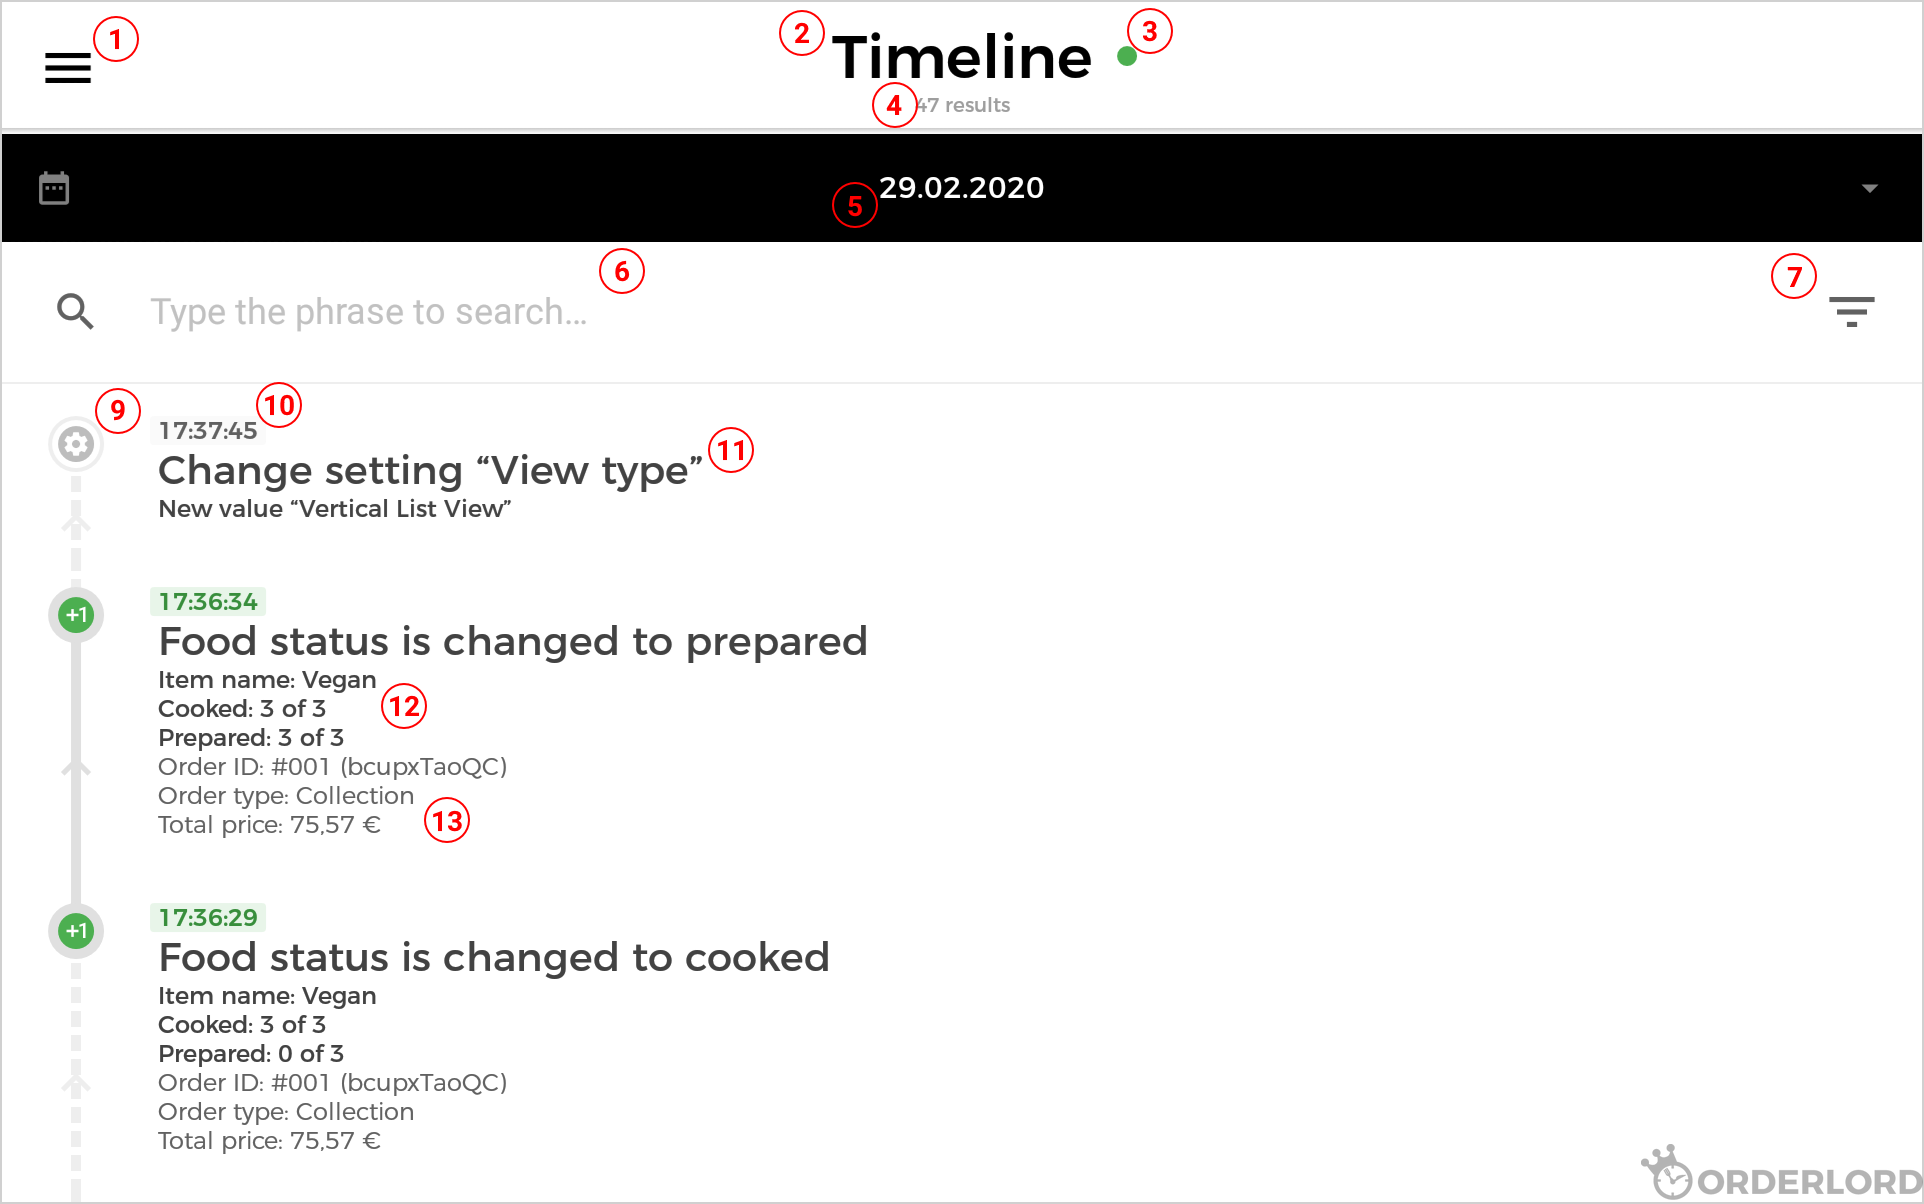 1
2
Timeline
3
4
47 results
5
29.02.2020
6
Type the phrase to search...
7
9
10
17:37:45
Change setting “View type”
11
New value “Vertical List View”
+1
17:36:34
Food status is changed to prepared
Item name: Vegan
Cooked: 3 of 3
12
Prepared: 3 of 3
Order ID: #001 (bcupxTaoQC)
Order type: Collection
Total price: 75,57 €
13
+1
17:36:29
Food status is changed to cooked
Item name: Vegan
Cooked: 3 of 3
Prepared: 0 of 3
Order ID: #001 (bcupxTaoQC)
Order type: Collection
Total price: 75,57 €
ORDERLORD